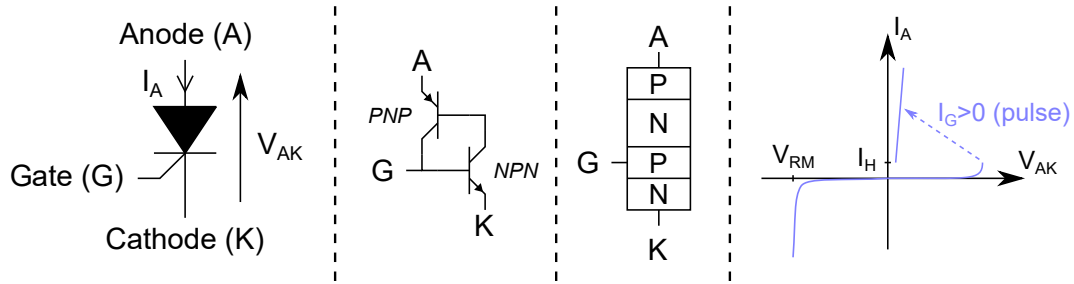 Anode (A)
I_A
V_AK
Gate (G)
Cathode (K)
A
PNP
G
NPN
K
A
P
N
G
P
N
K
I_A
I_G>0 (pulse)
V_RM
I_H
V_AK